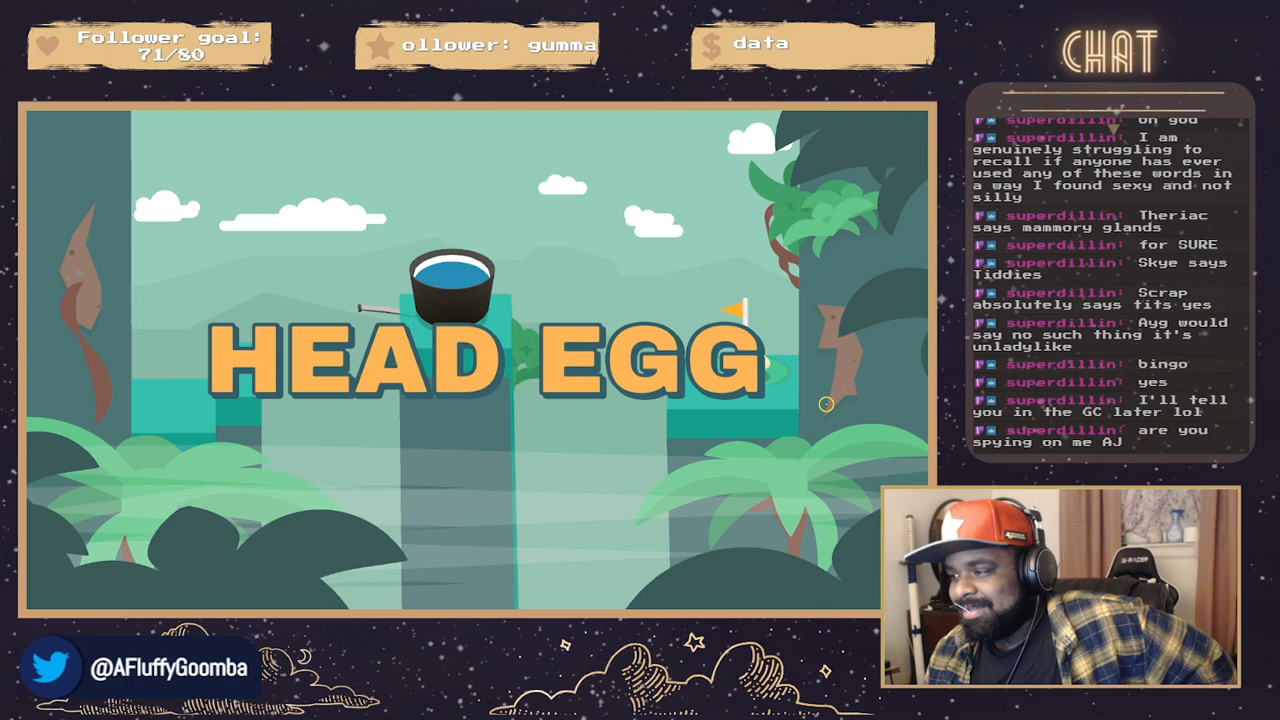 Follower goal:
71/80
ollower: gumma
data
CHAT
superdillin: on god
superdillin: I am
genuinely struggling to
recall if anyone has ever
used any of these words in
a way I found sexy and not
silly
superdillin: Theriac
says mammory glands
superdillin: for SURE
superdillin: Skye says
Tiddies
superdillin: Scrap
absolutely says tits yes
superdillin: Ayg would
say no such thing it's
unladylike
superdillin: bingo
superdillin: yes
superdillin: I'll tell
you in the GC later lol
superdillin: are you
spying on me AJ
HEAD EGG
S-RACER
@AFluffyGoomba